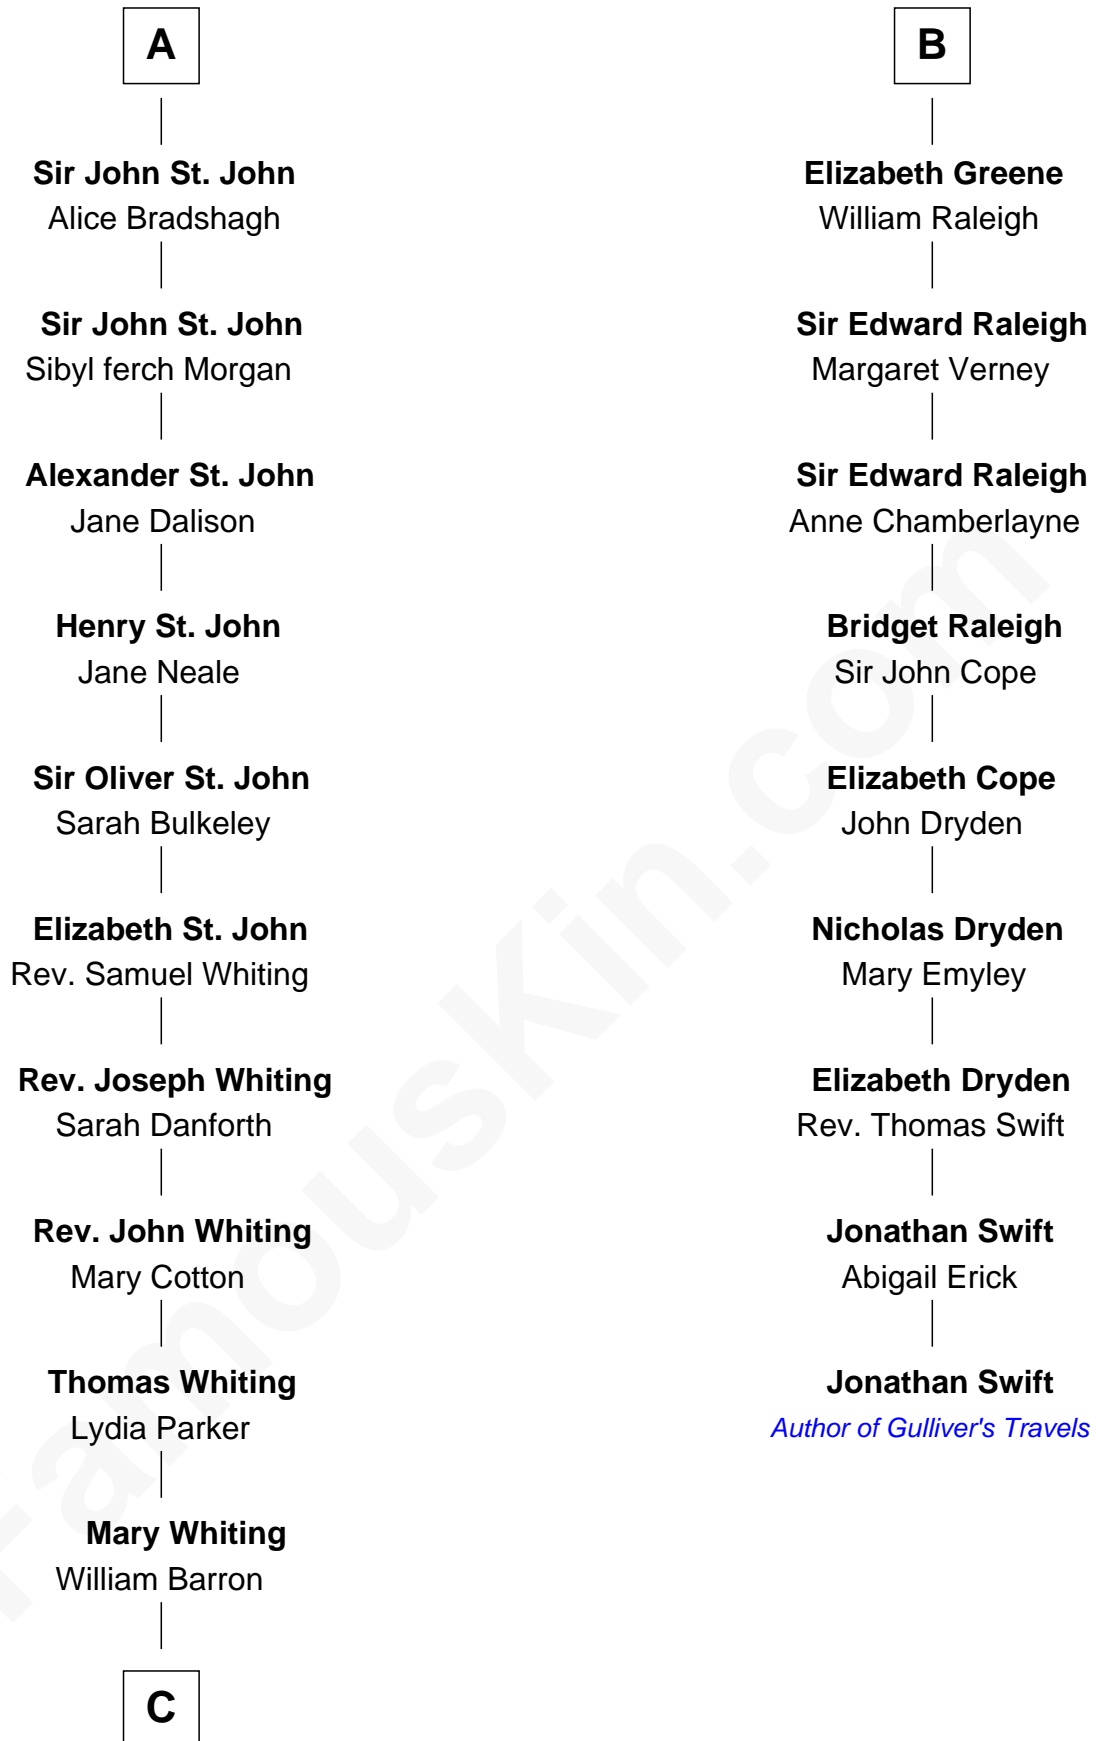 A
Sir John St. John
Alice Bradshagh
Sir John St. John
Sibyl ferch Morgan
Alexander St. John
Jane Dalison
Henry St. John
Jane Neale
Sir Oliver St. John
Sarah Bulkeley
Elizabeth St. John
Rev. Samuel Whiting
Rev. Joseph Whiting
Sarah Danforth
Rev. John Whiting
Mary Cotton
Thomas Whiting
Lydia Parker
Mary Whiting
William Barron
C
B
Elizabeth Greene
William Raleigh
Sir Edward Raleigh
Margaret Verney
Sir Edward Raleigh
Anne Chamberlayne
Bridget Raleigh
Sir John Cope
Elizabeth Cope
John Dryden
Nicholas Dryden
Mary Emyley
Elizabeth Dryden
Rev. Thomas Swift
Jonathan Swift
Abigail Erick
Jonathan Swift
Author of Gulliver's Travels
FamousKin.com